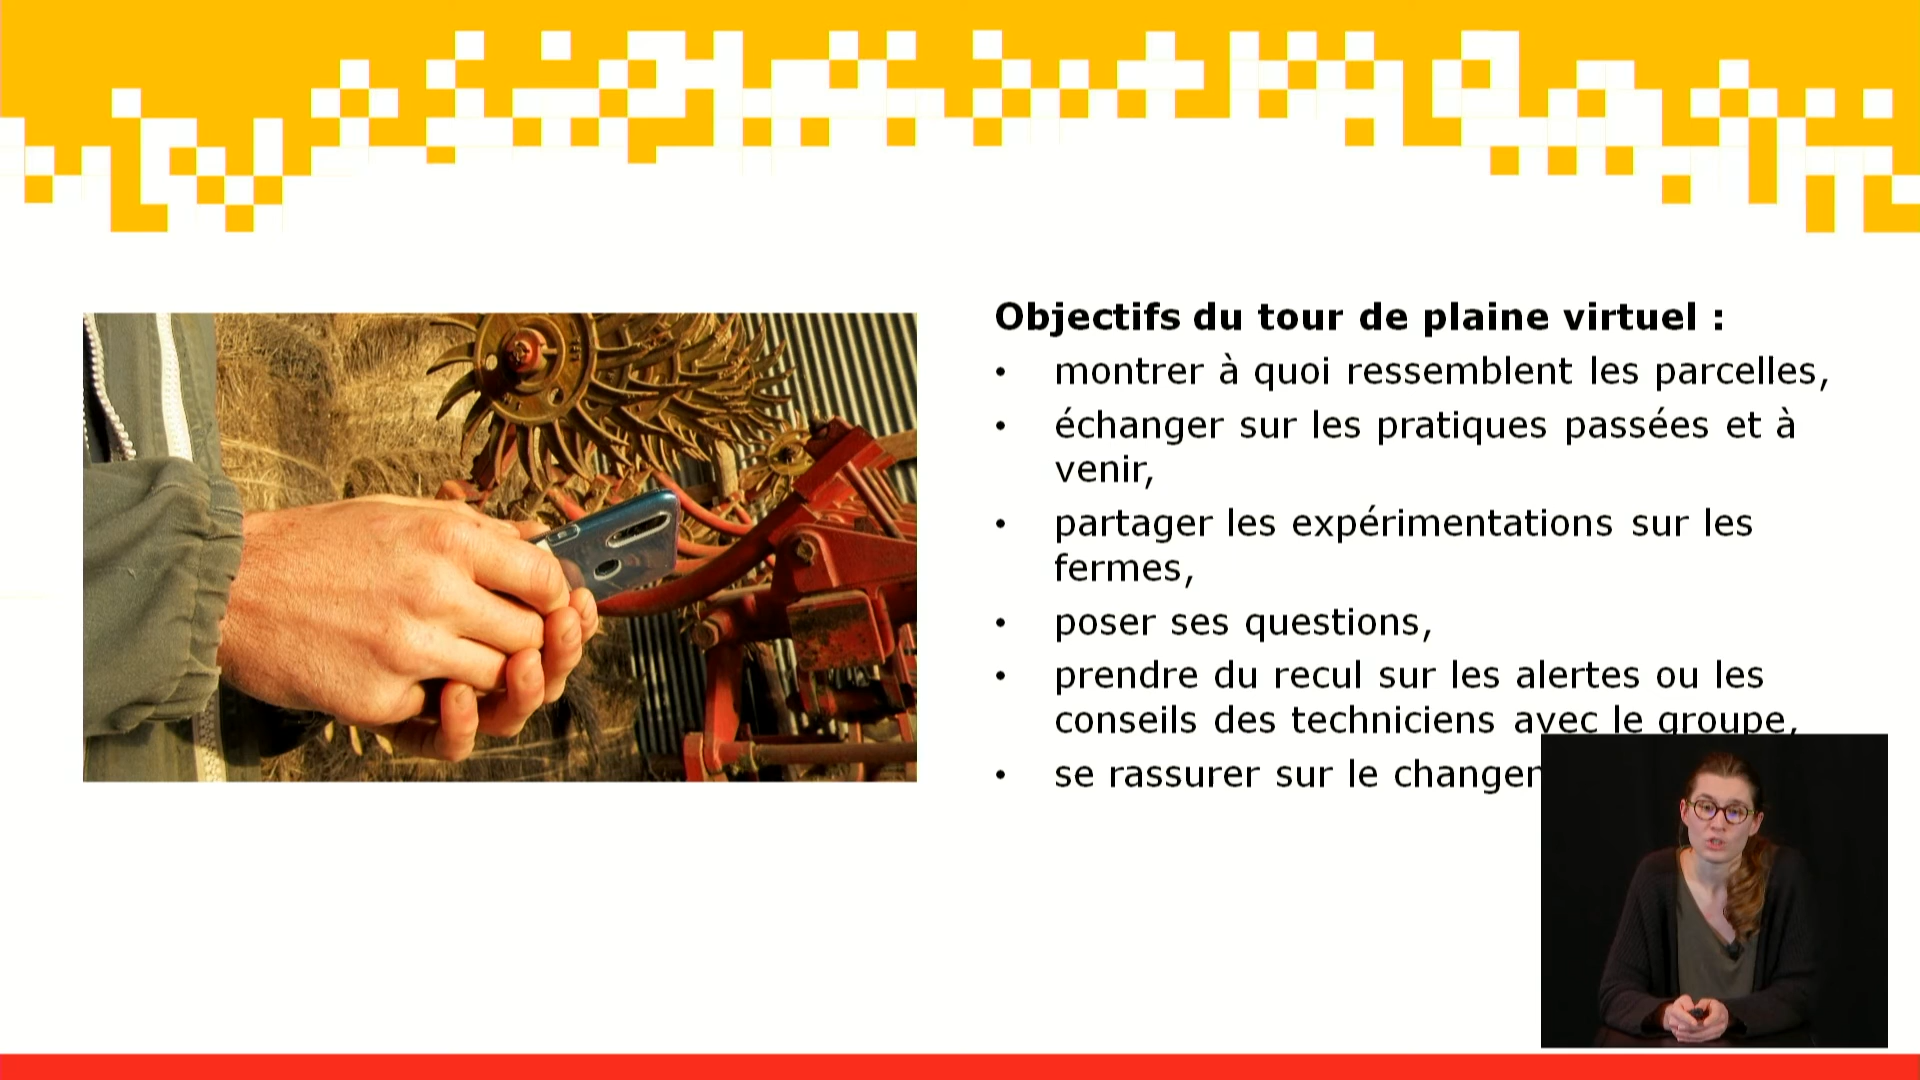 Objectifs du tour de plaine virtuel :
• montrer à quoi ressemblent les parcelles,
• échanger sur les pratiques passées et à
venir,
• partager les expérimentations sur les
fermes,
• poser ses questions,
• prendre du recul sur les alertes ou les
conseils des techniciens avec le groupe,
• se rassurer sur le